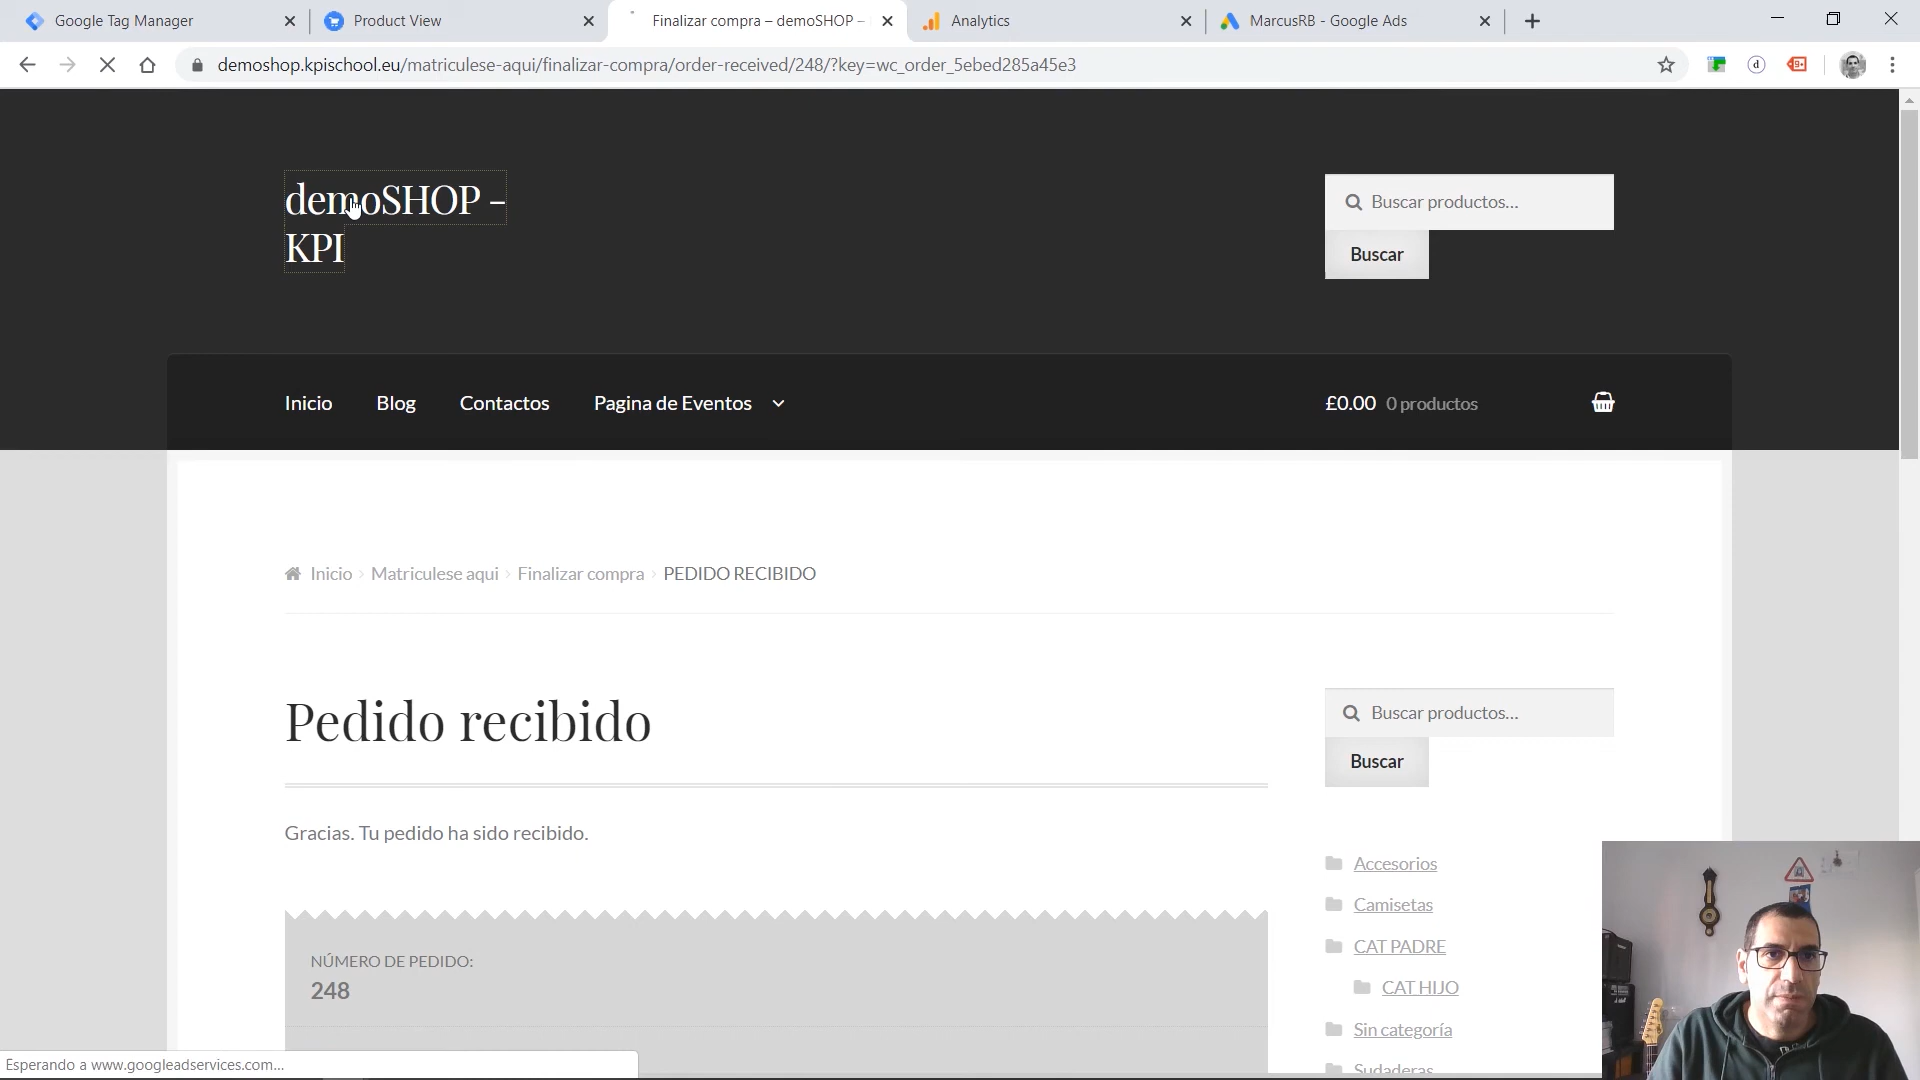 Google Tag Manager
Product View
Finalizar compra – demoSHOP –
Analytics
MarcusRB - Google Ads
demoshop.kpischool.eu/matriculese-aqui/finalizar-compra/order-received/248/?key=wc_order_5ebed285a45e3
demoSHOP –
KPI
Buscar productos...
Buscar
Inicio
Blog
Contactos
Pagina de Eventos
£0.00 0 productos
Inicio
Matriculese aqui
Finalizar compra
PEDIDO RECIBIDO
Pedido recibido
Buscar productos...
Buscar
Gracias. Tu pedido ha sido recibido.
Accesorios
Camisetas
CAT PADRE
CAT HIJO
Sin categoría
Sudaderas
NÚMERO DE PEDIDO:
248
Esperando a www.googleadservices.com...